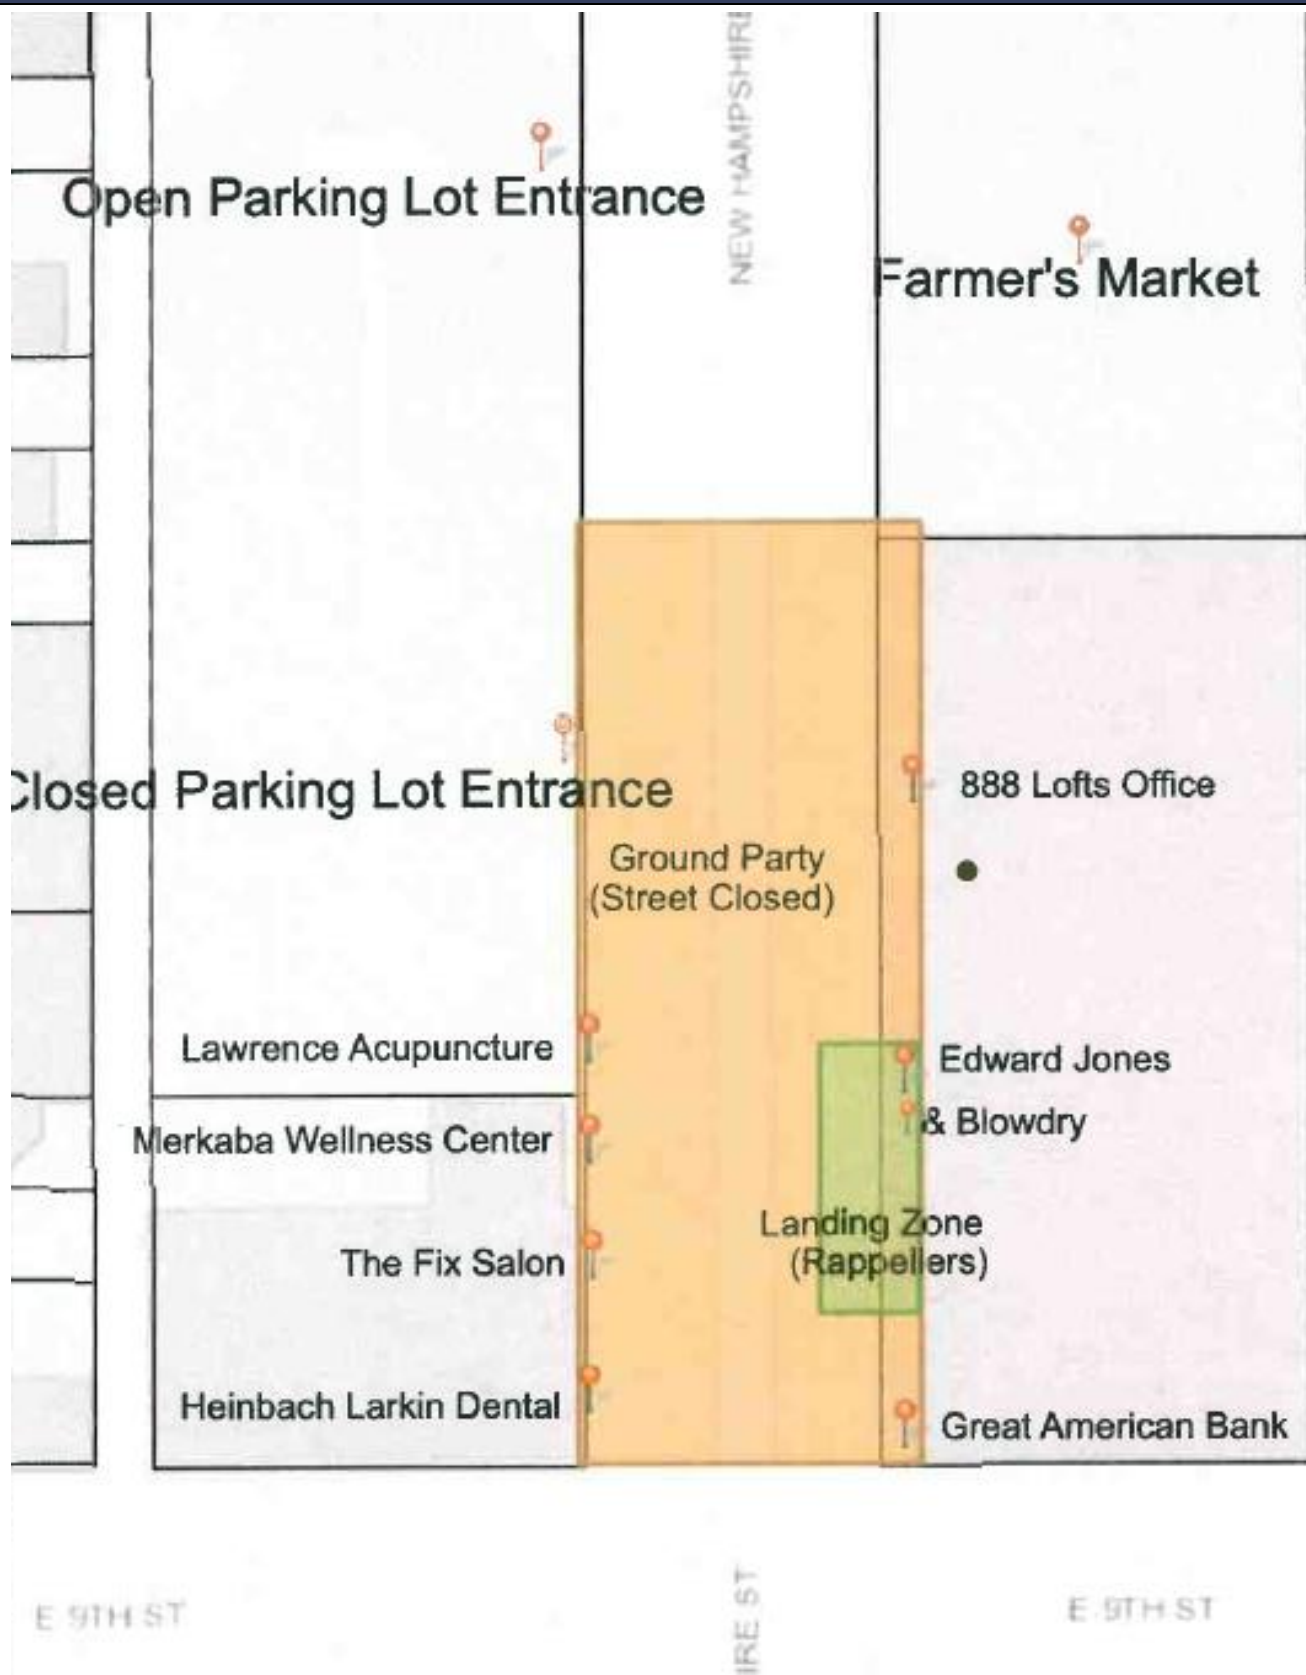 NEW HAMPSHIRE
Open Parking Lot Entrance
Farmer's Market
Closed Parking Lot Entrance
888 Lofts Office
Ground Party
(Street Closed)
Lawrence Acupuncture
Edward Jones
& Blowdry
Merkaba Wellness Center
Landing Zone
(Rappellers)
The Fix Salon
Heinbach Larkin Dental
Great American Bank
E 9TH ST
IRE ST
E 9TH ST